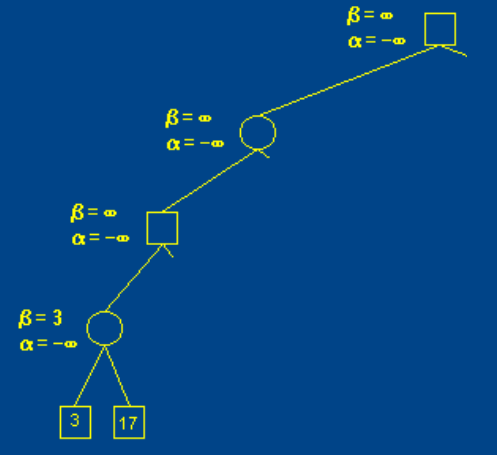 β = ∞
α = −∞
β = ∞
α = −∞
β = ∞
α = −∞
β = 3
α = −∞
3 17